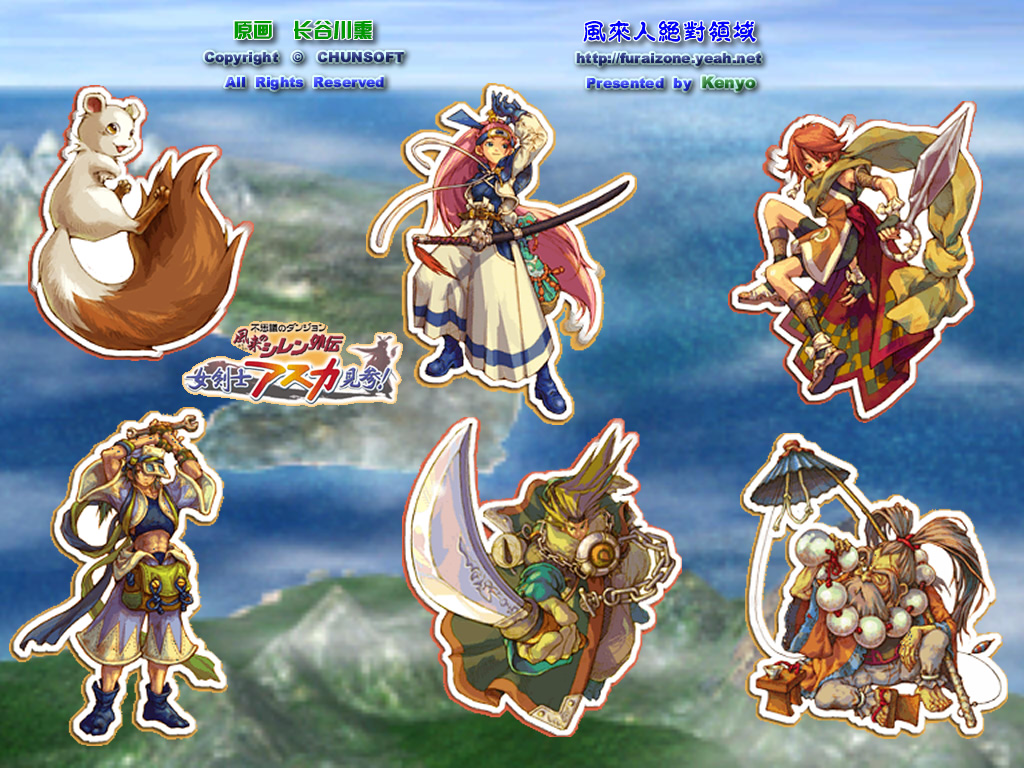 原画 长谷川熏
Copyright © CHUNSOFT
All Rights Reserved
風來人絕對領域
http://furaizone.yeah.net
Presented by Kenyo
不思議のダンジョン
風来のシレン外伝
女剣士アスカ見参!